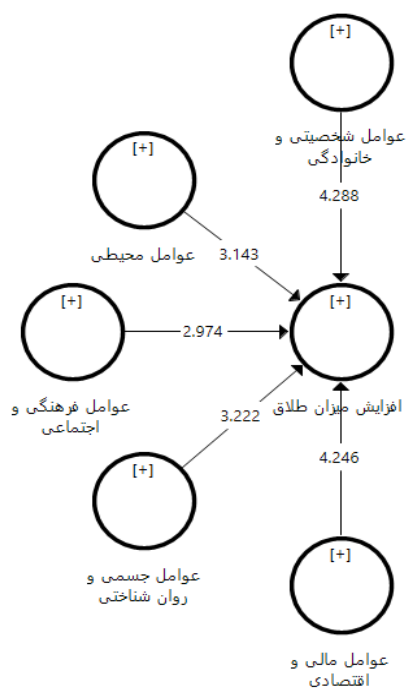 [+]
عوامل شخصیتی و
خانوادگی
4.288
[+]
عوامل محیطی
3.143
[+]
عوامل فرهنگی و
اجتماعی
2.974
[+]
افزایش میزان طلاق
3.222
[+]
عوامل جسمی و
روان شناختی
4.246
[+]
عوامل مالی و
اقتصادی